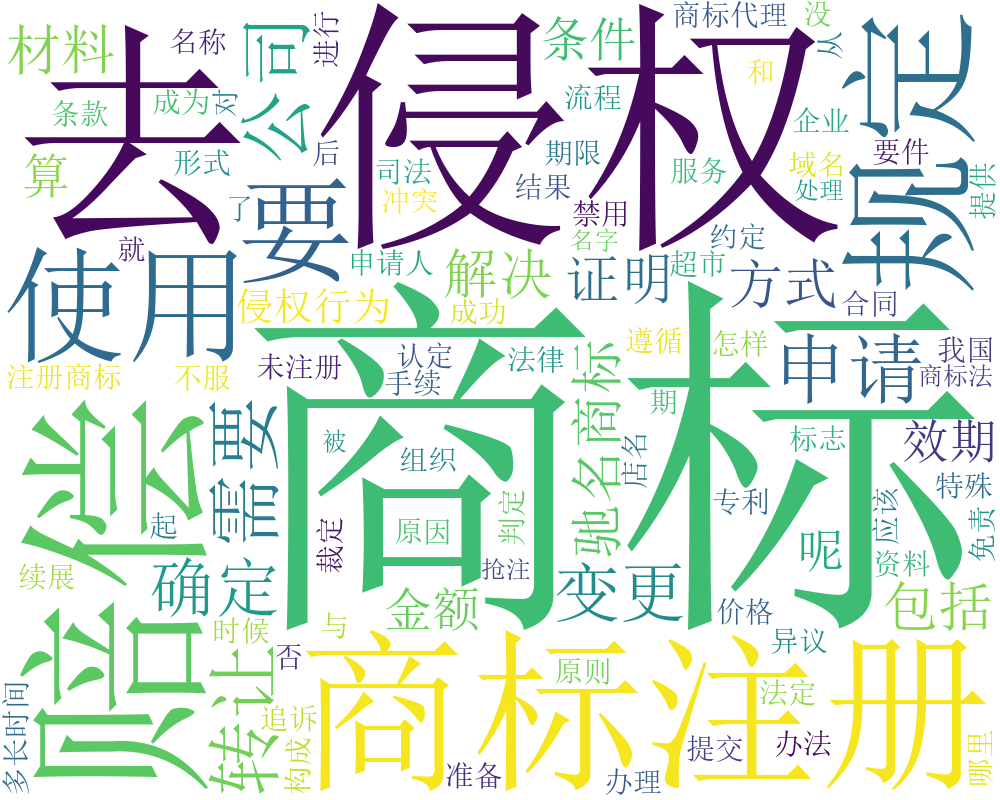 商标代理
没
从
名称
进行
材料
公司
条件
和
去
侵权
规定
条款
成为
对
流程
企业
算
形式
后
司法
期限
服务
域名
要件
提供
冲突
结果
禁用
处理
了
要
就
名字
约定
使用
申请人
解决
证明
超市
方式
合同
侵权行为
成功
商标
遵循
怎样
申请
我国
注册商标
不服
未注册
认定
手续
法律
驰名商标
期
商标法
赔偿
需要
被
组织
店名
标志
效期
特殊
专利
应该
免责
起
裁定
原因
判定
呢
资料
续展
确定
抢注
金额
变更
价格
包括
时候
与
异议
否
商标注册
原则
转让
追诉
法定
多长时间
构成
提交
办法
哪里
准备
办理